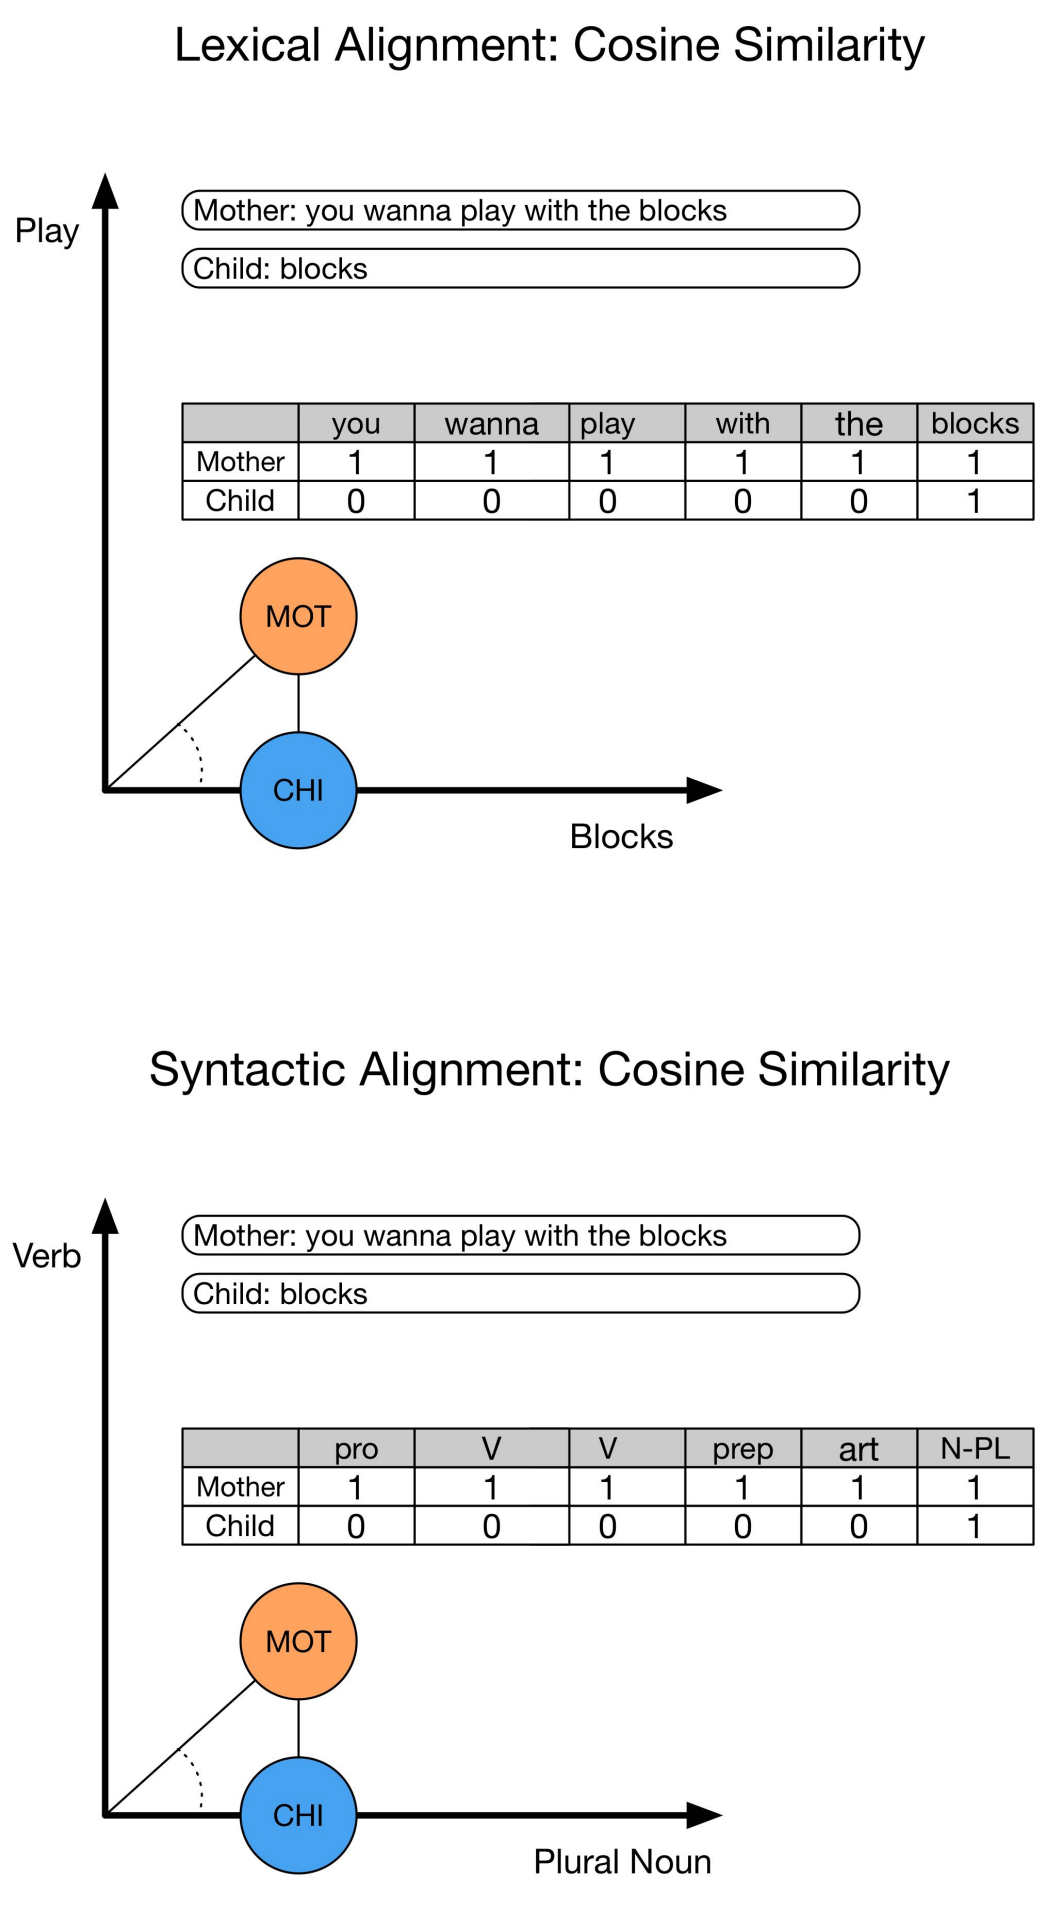 Lexical Alignment: Cosine Similarity
Play
Mother: you wanna play with the blocks
Child: blocks
you wanna play with the blocks
Mother 1 1 1 1 1 1
Child 0 0 0 0 0 1
MOT
CHI
Blocks
Syntactic Alignment: Cosine Similarity
Verb
Mother: you wanna play with the blocks
Child: blocks
pro V V prep art N-PL
Mother 1 1 1 1 1 1
Child 0 0 0 0 0 1
MOT
CHI
Plural Noun